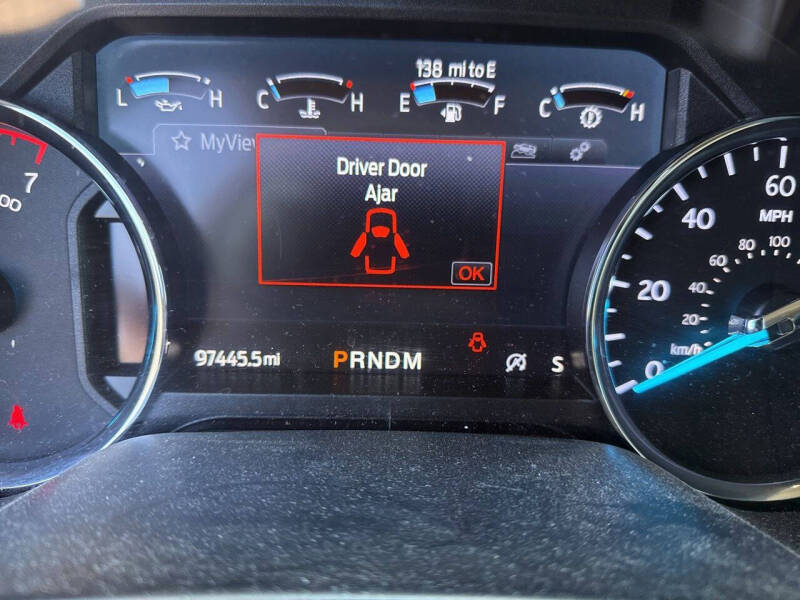 138 mi to E
L H C H E F C H
MyView
Driver Door
Ajar
OK
97445.5mi PRNDM S
7
00
60
MPH
40
20
0
100
80
60
40
20
km/h